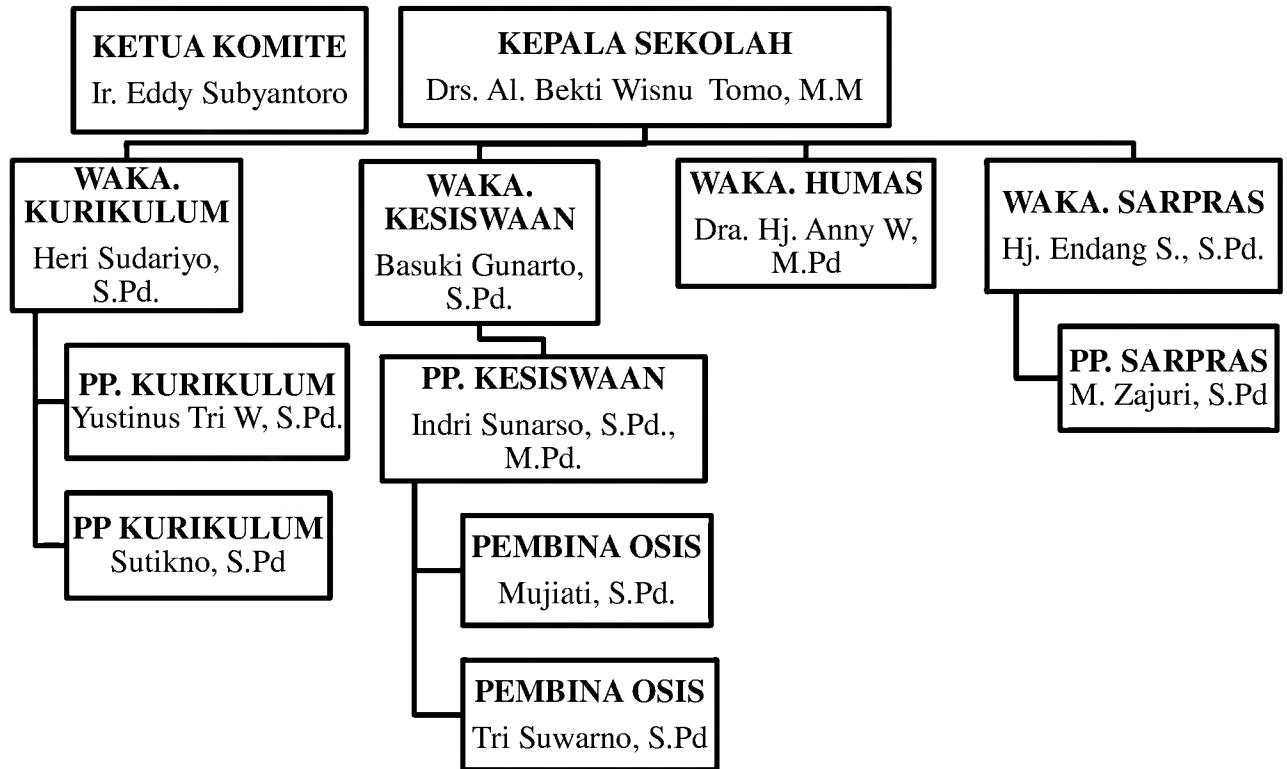 KETUA KOMITE
Ir. Eddy Subyantoro
KEPALA SEKOLAH
Drs. Al. Bekti Wisnu Tomo, M.M
WAKA.
KURIKULUM
Heri Sudariyo,
S.Pd.
WAKA.
KESISWAAN
Basuki Gunarto,
S.Pd.
WAKA. HUMAS
Dra. Hj. Anny W,
M.Pd
WAKA. SARPRAS
Hj. Endang S., S.Pd.
PP. KURIKULUM
Yustinus Tri W, S.Pd.
PP KURIKULUM
Sutikno, S.Pd
PP. KESISWAAN
Indri Sunarso, S.Pd.,
M.Pd.
PEMBINA OSIS
Mujiati, S.Pd.
PEMBINA OSIS
Tri Suwarno, S.Pd
PP. SARPRAS
M. Zajuri, S.Pd